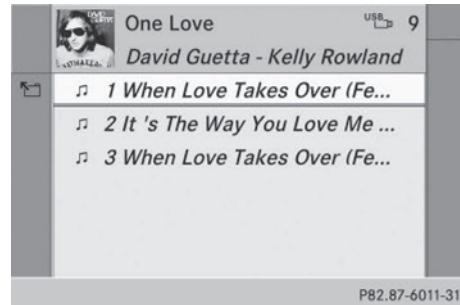 One Love USB 9
David Guetta - Kelly Rowland
1 When Love Takes Over (Fe...
2 It 's The Way You Love Me ...
3 When Love Takes Over (Fe...
P82.87-6011-31